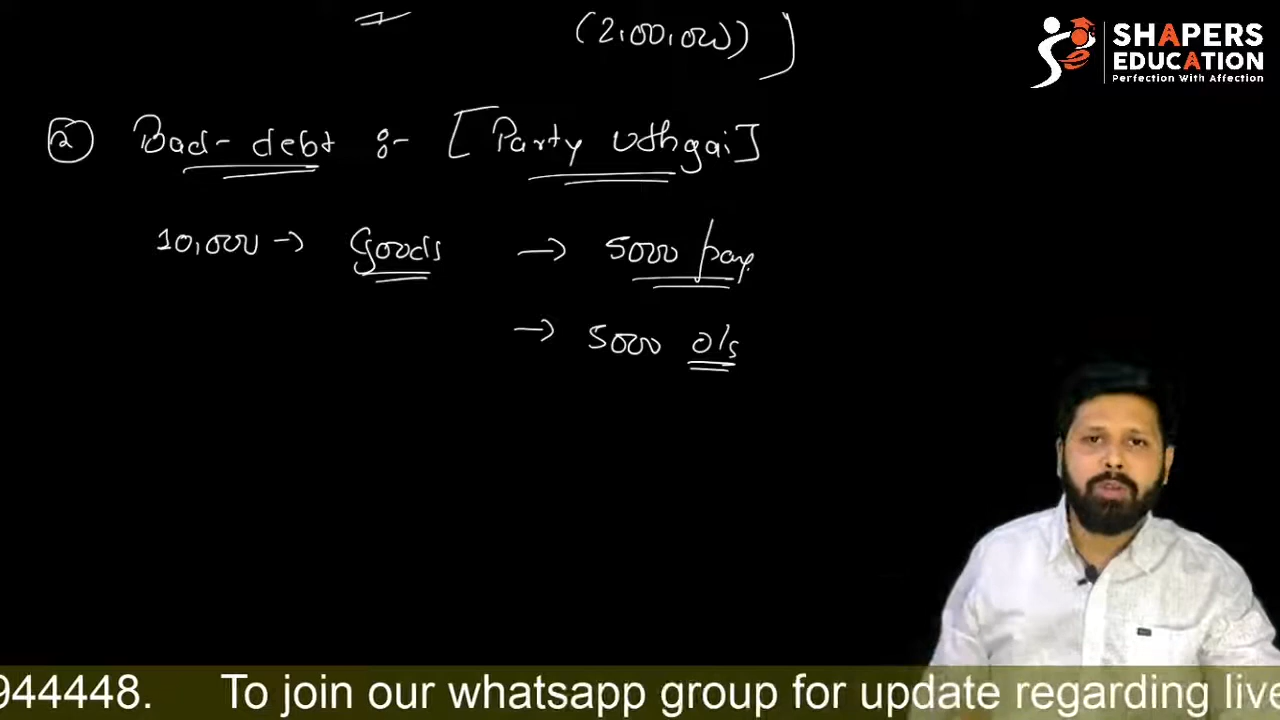 (2,00,000)]
SHAPERS
EDUCATION
Perfection With Affection
② Bad-debt :- [Party uthgai]
10,000 → Goods → 5000 pay
→ 5000 o/s
944448. To join our whatsapp group for update regarding live